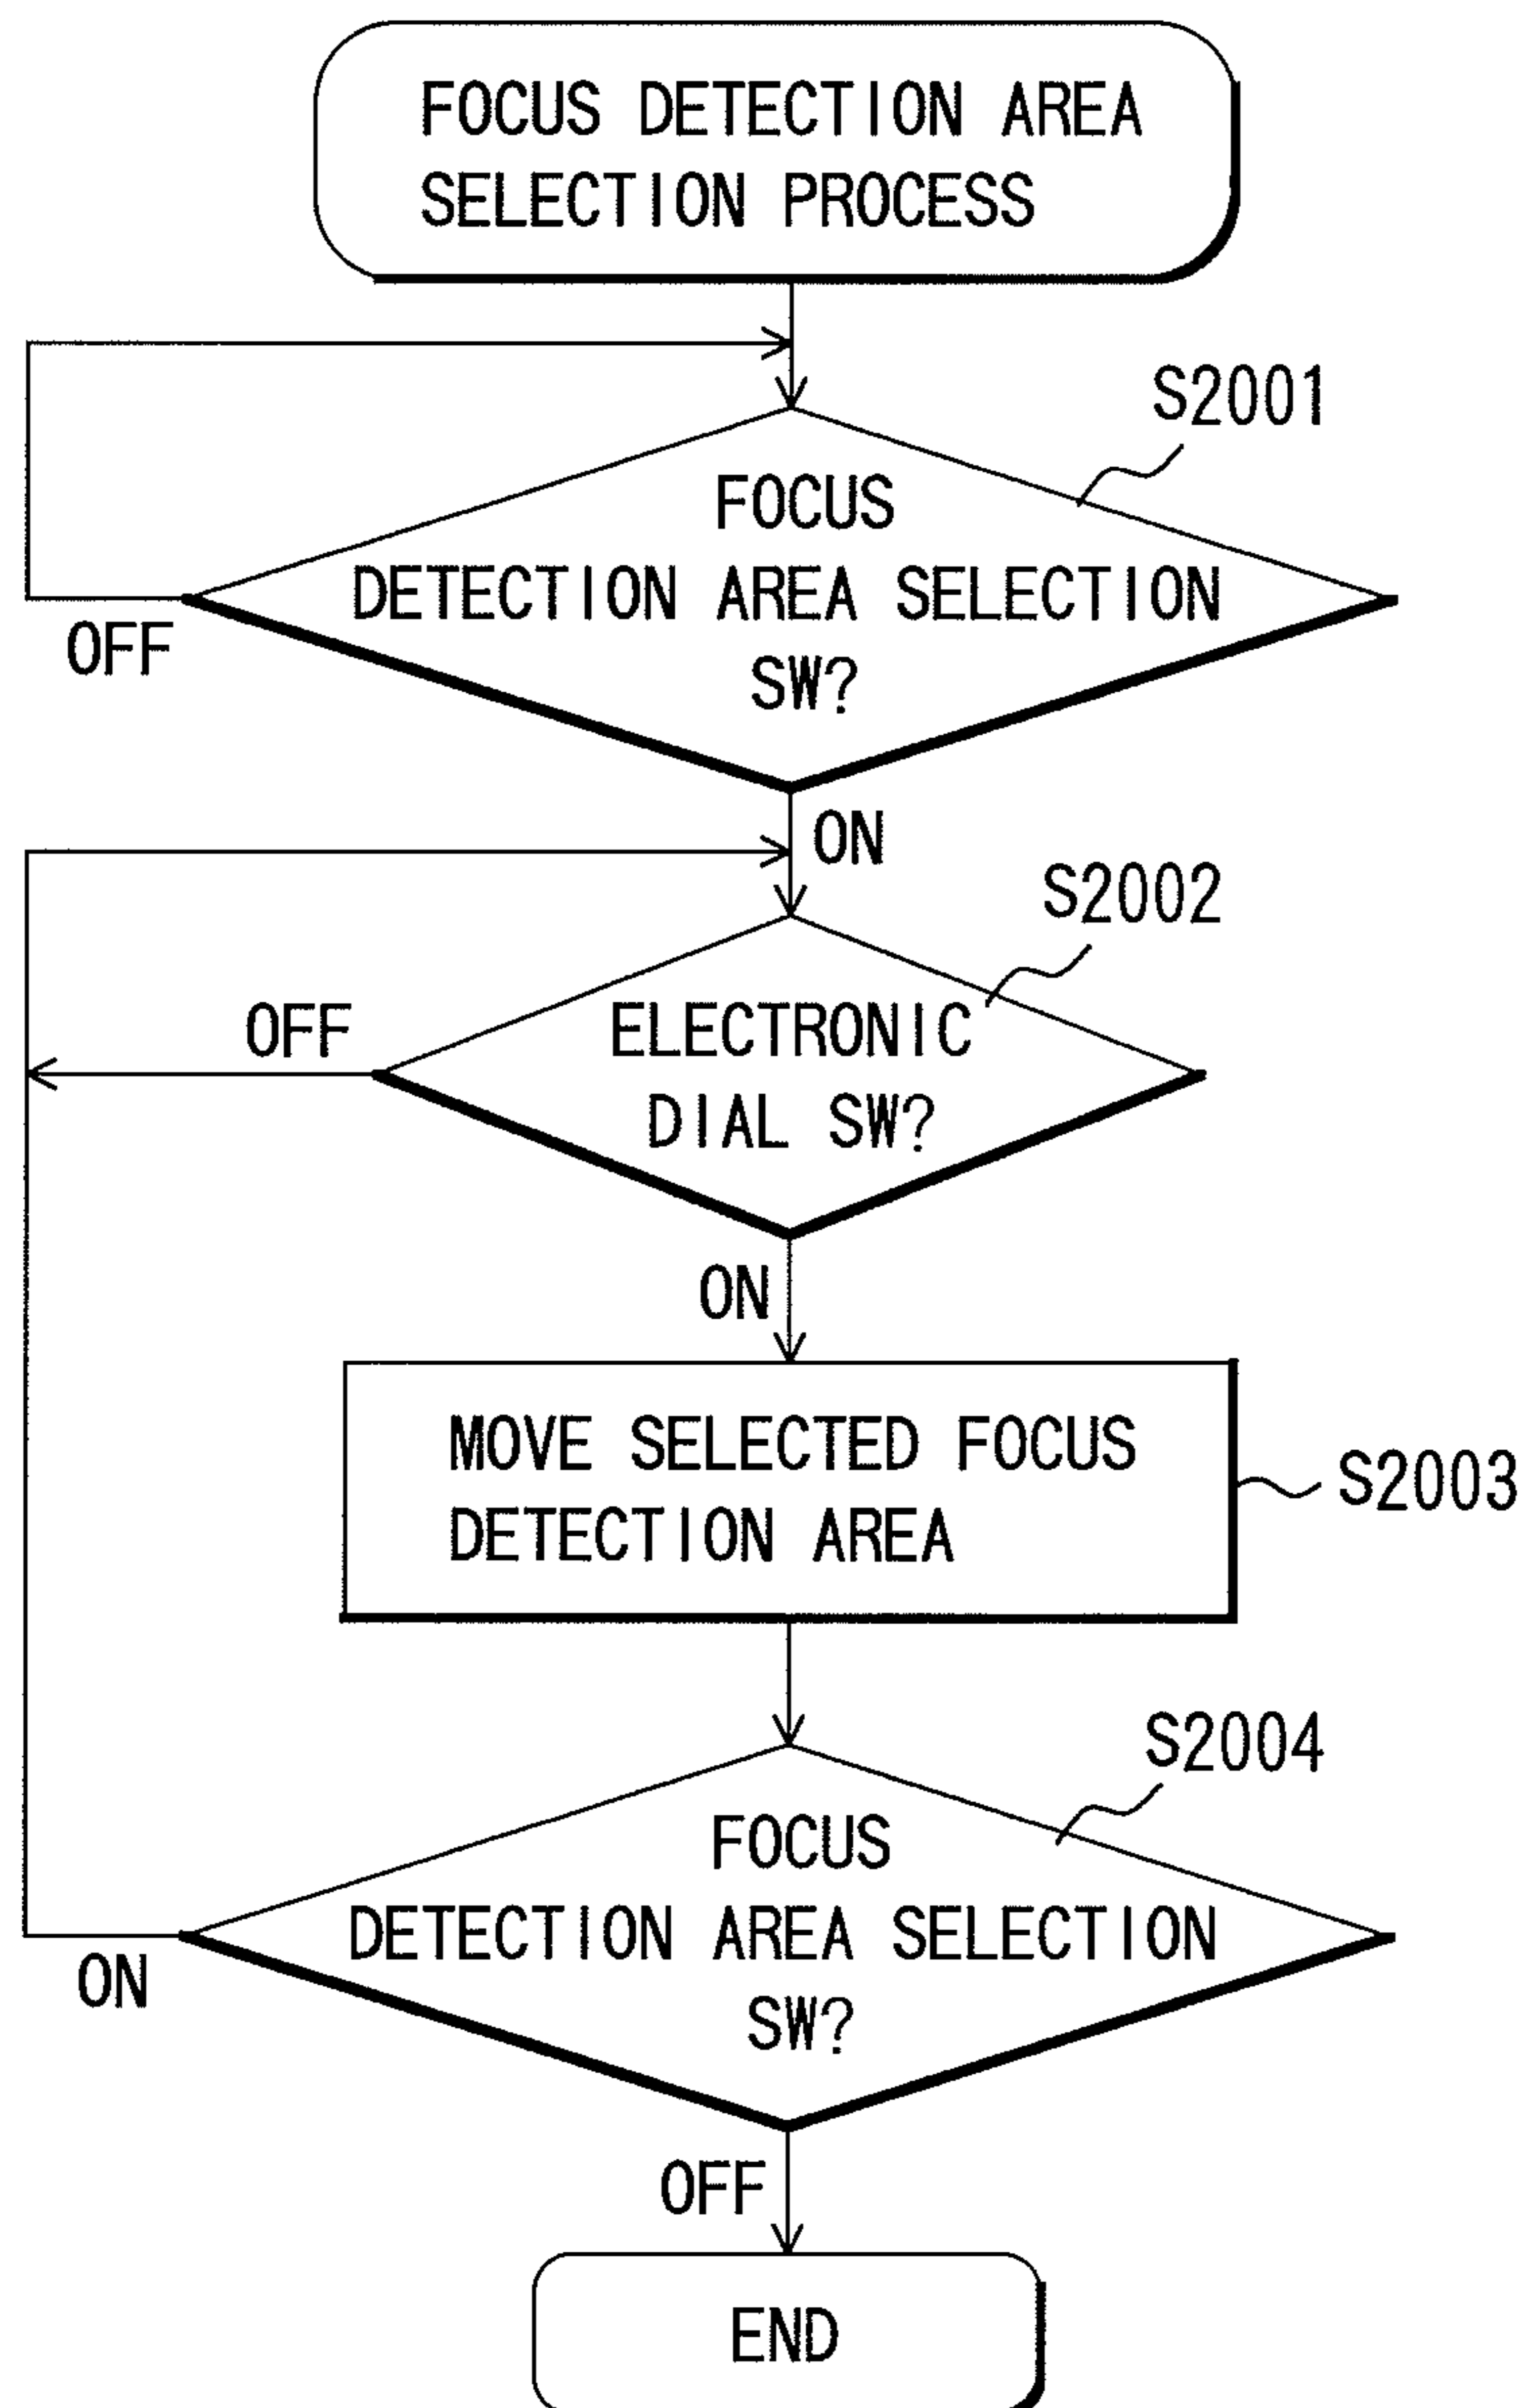 FOCUS DETECTION AREA
SELECTION PROCESS
S2001
FOCUS
DETECTION AREA SELECTION
SW?
OFF
ON
S2002
OFF
ELECTRONIC
DIAL SW?
ON
MOVE SELECTED FOCUS
DETECTION AREA
S2003
S2004
FOCUS
DETECTION AREA SELECTION
SW?
ON
OFF
END